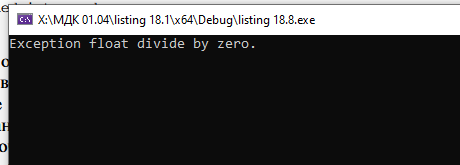 X:\МДК 01.04\listing 18.1\x64\Debug\listing 18.8.exe
Exception float divide by zero.